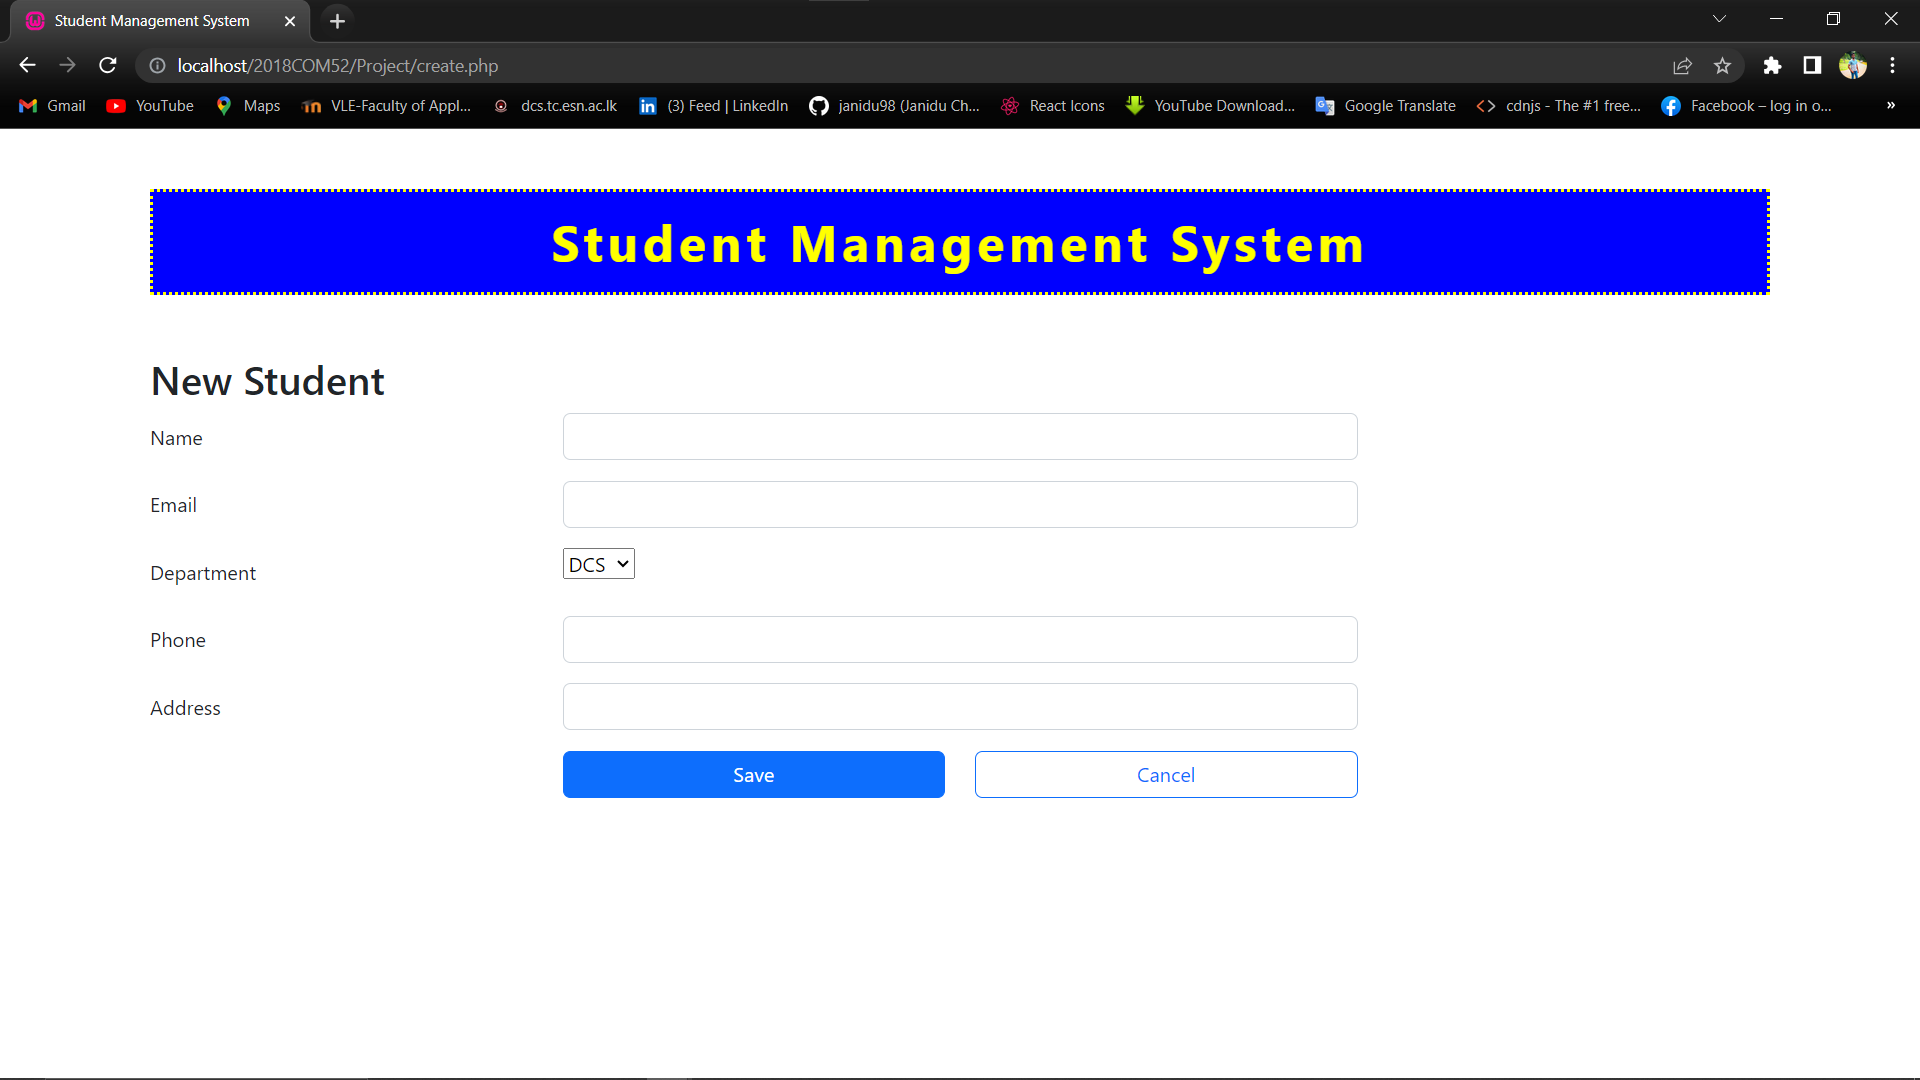 Student Management System
localhost/2018COM52/Project/create.php
Gmail YouTube Maps VLE-Faculty of Appl... dcs.tc.esn.ac.lk (3) Feed | LinkedIn janidu98 (Janidu Ch... React Icons YouTube Download... Google Translate cdnjs - The #1 free... Facebook – log in o... »
Student Management System
New Student
Name
Email
Department DCS
Phone
Address
Save Cancel